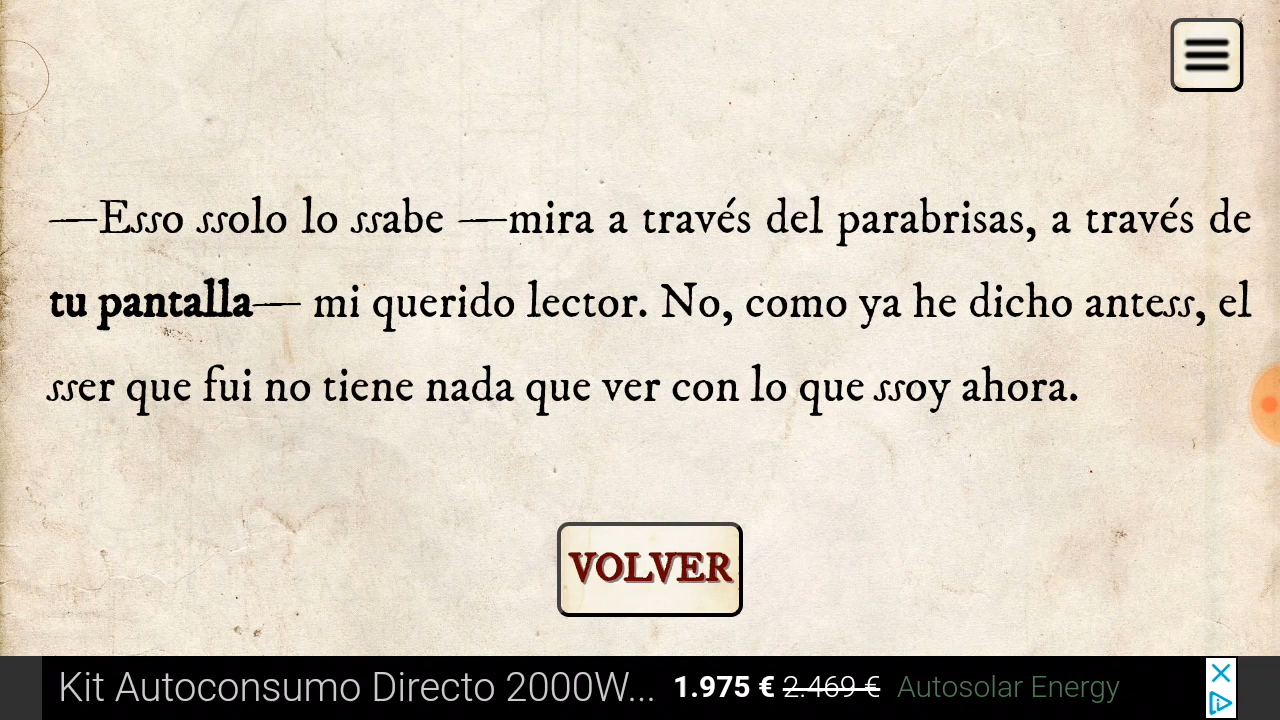 —Esso ssolo lo ssabe —mira a través del parabrisas, a través de
tu pantalla— mi querido lector. No, como ya he dicho antess, el
sser que fui no tiene nada que ver con lo que ssoy ahora.
VOLVER
Kit Autoconsumo Directo 2000W... 1.975 € 2.469 € Autosolar Energy